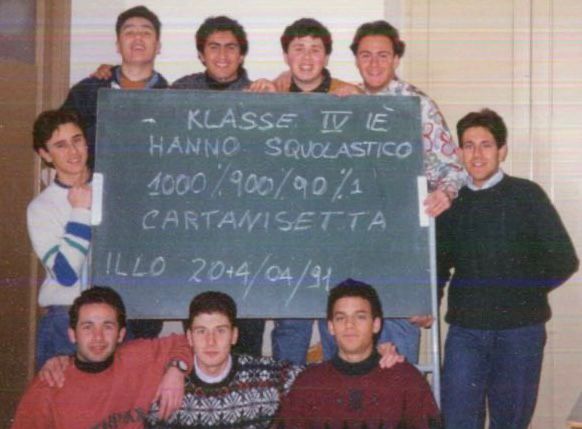 - KLASSE IV IÈ
HANNO SQUOLASTICO
1000/900/90%1
CARTANISETTA
ILLO 20+4/04/91